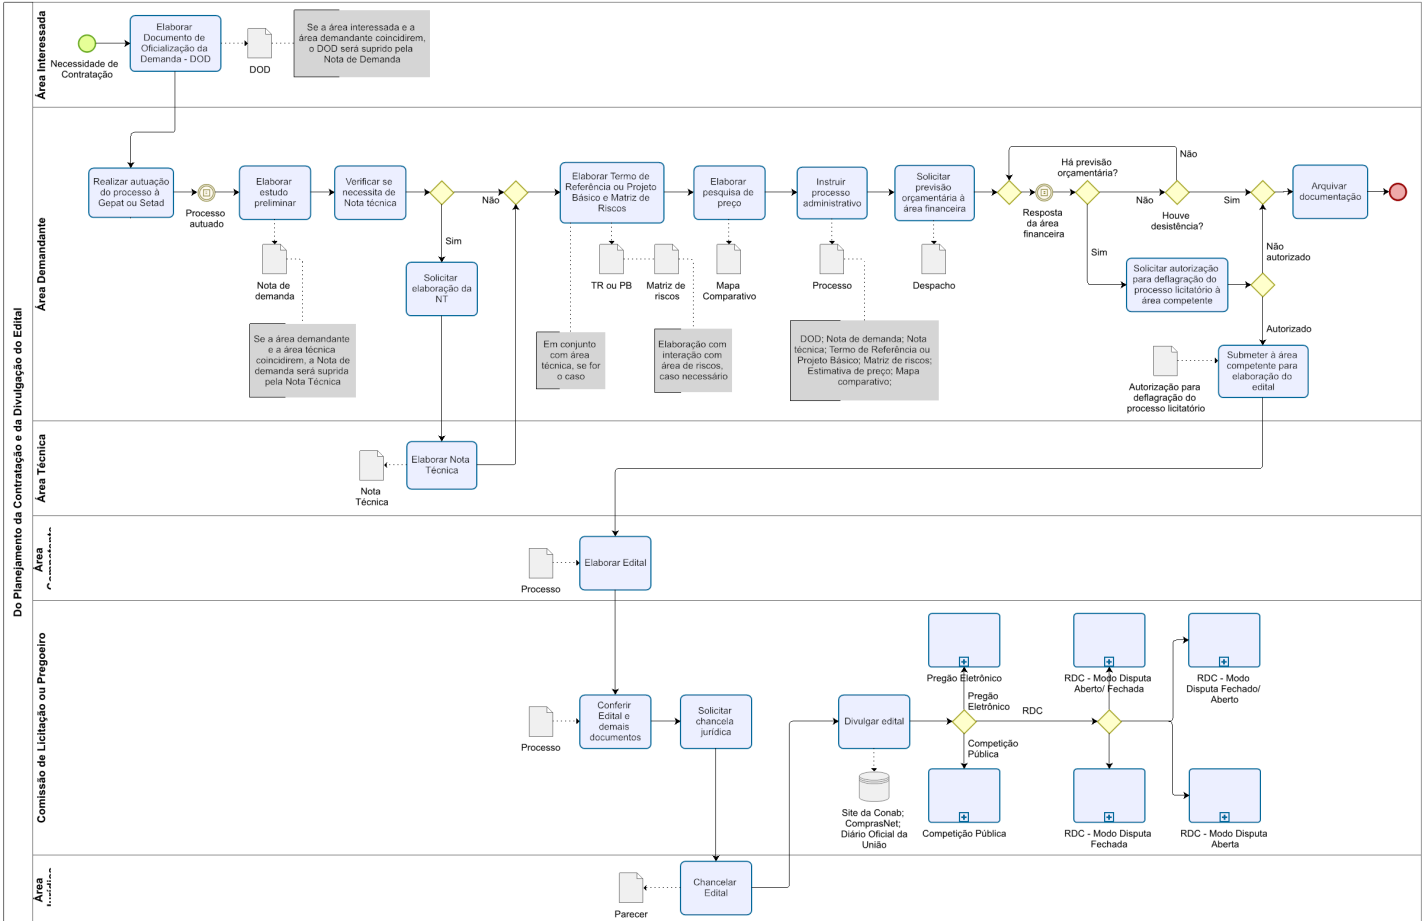 Do Planejamento da Contratação e da Divulgação do Edital
Área Interessada
Necessidade de
Contratação
Elaborar
Documento de
Oficialização da
Demanda - DOD
DOD
Se a área interessada e a
área demandante coincidirem,
o DOD será suprido pela
Nota de Demanda
Área Demandante
Realizar autuação
do processo à
Gepat ou Setad
Processo
autuado
Elaborar
estudo
preliminar
Verificar se
necessita de
Nota técnica
Não
Sim
Solicitar
elaboração da
NT
Nota de
demanda
Se a área demandante
e a área técnica
coincidirem, a Nota de
demanda será suprida
pela Nota Técnica
Elaborar Termo de
Referência ou Projeto
Básico e Matriz de
Riscos
TR ou PB
Matriz de
riscos
Em conjunto
com área
técnica, se for
o caso
Elaboração com
interação com
área de riscos,
caso necessário
Elaborar
pesquisa de
preço
Mapa
Comparativo
Instruir
processo
administrativo
Processo
DOD; Nota de demanda; Nota
técnica; Termo de Referência ou
Projeto Básico; Matriz de riscos;
Estimativa de preço; Mapa
comparativo;
Solicitar
previsão
orçamentária à
área financeira
Despacho
Resposta
da área
financeira
Há previsão
orçamentária?
Não
Sim
Não
Houve
desistência?
Sim
Solicitar autorização
para deflagração do
processo licitatório à
área competente
Não
autorizado
Autorizado
Arquivar
documentação
Submeter à área
competente para
elaboração do
edital
Autorização para
deflagração do
processo licitatório
Área Técnica
Elaborar Nota
Técnica
Nota
Técnica
Área
Elaborar Edital
Processo
Comissão de Licitação ou Pregoeiro
Conferir
Edital e
demais
documentos
Processo
Solicitar
chancela
jurídica
Divulgar edital
Site da Conab;
ComprasNet;
Diário Oficial da
União
Pregão Eletrônico
Pregão
Eletrônico
Competição
Pública
Competição Pública
RDC
RDC - Modo Disputa
Aberto/ Fechada
RDC - Modo
Disputa Fechado/
Aberto
RDC - Modo Disputa
Fechada
RDC - Modo Disputa
Aberta
Área
Chancelar
Edital
Parecer